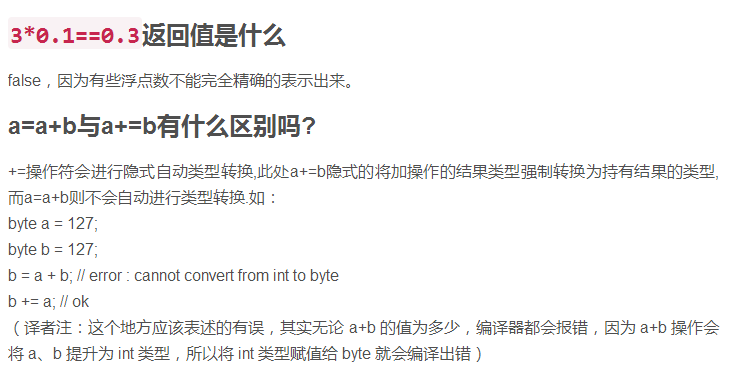 3*0.1==0.3返回值是什么
false，因为有些浮点数不能完全精确的表示出来。
a=a+b与a+=b有什么区别吗?
+=操作符会进行隐式自动类型转换,此处a+=b隐式的将加操作的结果类型强制转换为持有结果的类型,
而a=a+b则不会自动进行类型转换.如：
byte a = 127;
byte b = 127;
b = a + b; // error : cannot convert from int to byte
b += a; // ok
（译者注：这个地方应该表述的有误，其实无论 a+b 的值为多少，编译器都会报错，因为 a+b 操作会
将 a、b 提升为 int 类型，所以将 int 类型赋值给 byte 就会编译出错）